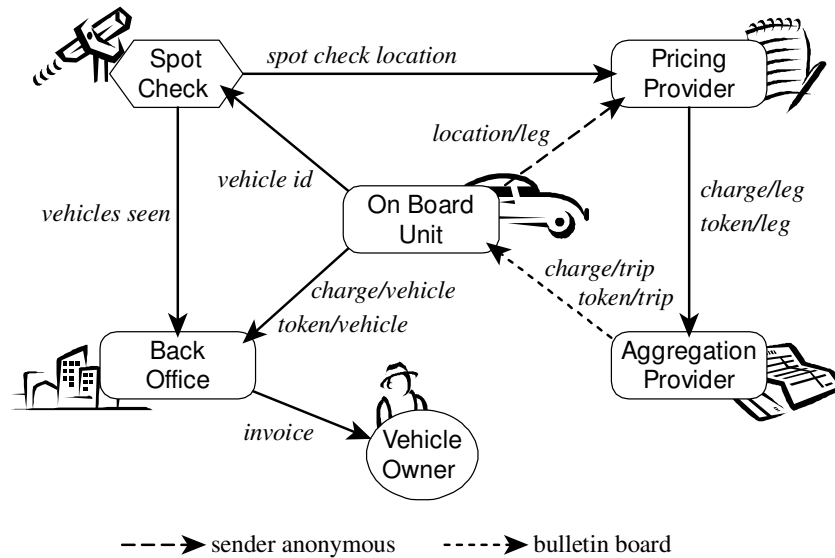 Spot
Check
spot check location
Pricing
Provider
location/leg
vehicle id
On Board
Unit
vehicles seen
charge/leg
token/leg
charge/vehicle
token/vehicle
charge/trip
token/trip
Back
Office
Aggregation
Provider
invoice
Vehicle
Owner
sender anonymous
bulletin board